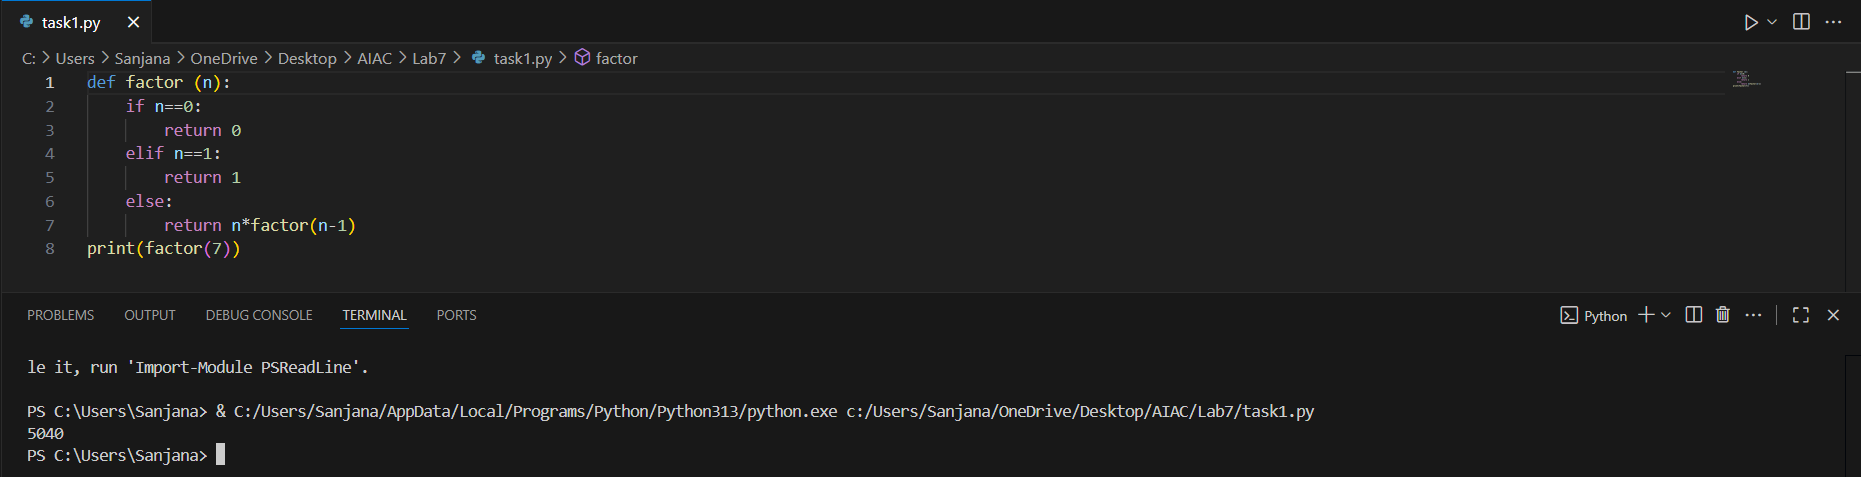 task1.py
C: > Users > Sanjana > OneDrive > Desktop > AIAC > Lab7 > task1.py > factor
1 def factor (n):
2     if n==0:
3         return 0
4     elif n==1:
5         return 1
6     else:
7         return n*factor(n-1)
8 print(factor(7))
PROBLEMS OUTPUT DEBUG CONSOLE TERMINAL PORTS Python
le it, run 'Import-Module PSReadLine'.
PS C:\Users\Sanjana> & C:/Users/Sanjana/AppData/Local/Programs/Python/Python313/python.exe c:/Users/Sanjana/OneDrive/Desktop/AIAC/Lab7/task1.py
5040
PS C:\Users\Sanjana>